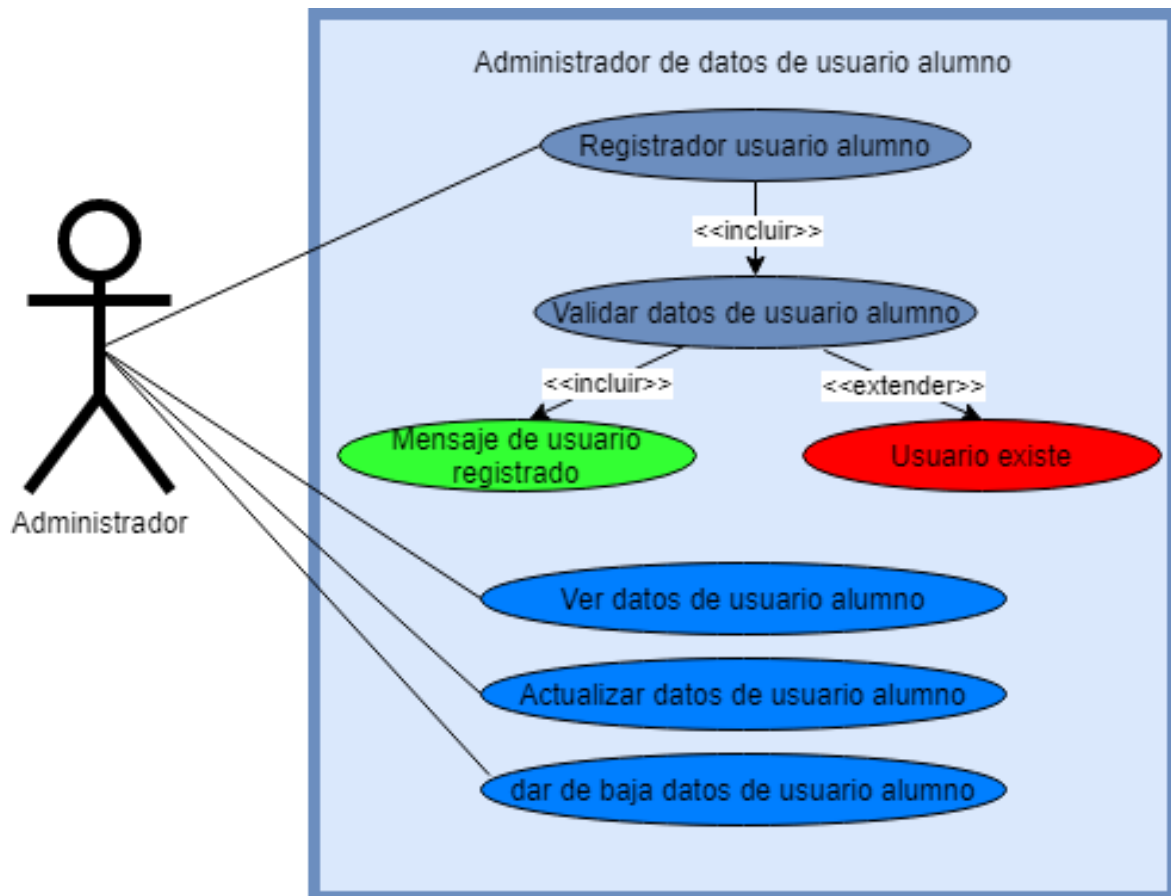 Administrador de datos de usuario alumno
Registrador usuario alumno
<<incluir>>
Validar datos de usuario alumno
<<incluir>>
<<extender>>
Mensaje de usuario
registrado
Usuario existe
Administrador
Ver datos de usuario alumno
Actualizar datos de usuario alumno
dar de baja datos de usuario alumno